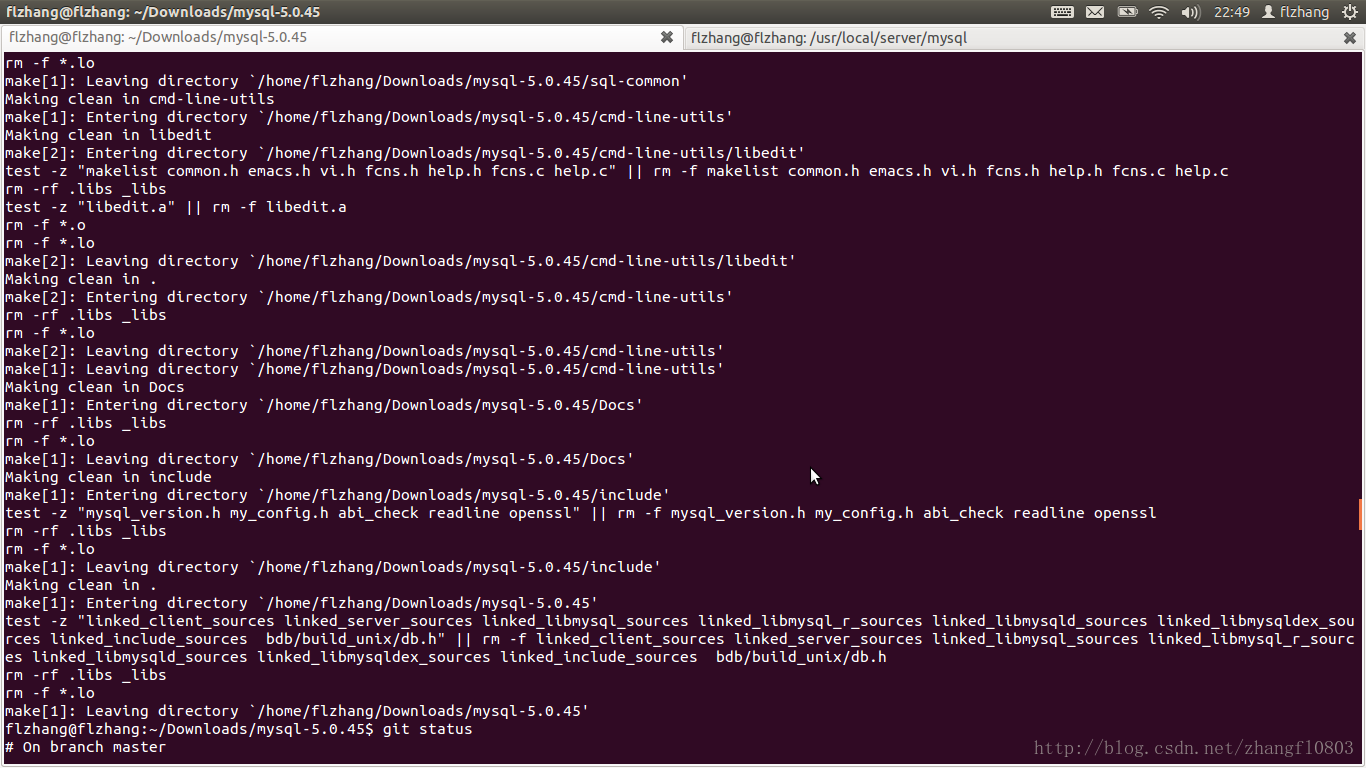 flzhang@flzhang: ~/Downloads/mysql-5.0.45
22:49
flzhang
flzhang@flzhang: ~/Downloads/mysql-5.0.45
flzhang@flzhang: /usr/local/server/mysql
rm -f *.lo
make[1]: Leaving directory `/home/flzhang/Downloads/mysql-5.0.45/sql-common'
Making clean in cmd-line-utils
make[1]: Entering directory `/home/flzhang/Downloads/mysql-5.0.45/cmd-line-utils'
Making clean in libedit
make[2]: Entering directory `/home/flzhang/Downloads/mysql-5.0.45/cmd-line-utils/libedit'
test -z "makelist common.h emacs.h vi.h fcns.h help.h fcns.c help.c" || rm -f makelist common.h emacs.h vi.h fcns.h help.h fcns.c help.c
rm -rf .libs _libs
test -z "libedit.a" || rm -f libedit.a
rm -f *.o
rm -f *.lo
make[2]: Leaving directory `/home/flzhang/Downloads/mysql-5.0.45/cmd-line-utils/libedit'
Making clean in .
make[2]: Entering directory `/home/flzhang/Downloads/mysql-5.0.45/cmd-line-utils'
rm -rf .libs _libs
rm -f *.lo
make[2]: Leaving directory `/home/flzhang/Downloads/mysql-5.0.45/cmd-line-utils'
make[1]: Leaving directory `/home/flzhang/Downloads/mysql-5.0.45/cmd-line-utils'
Making clean in Docs
make[1]: Entering directory `/home/flzhang/Downloads/mysql-5.0.45/Docs'
rm -rf .libs _libs
rm -f *.lo
make[1]: Leaving directory `/home/flzhang/Downloads/mysql-5.0.45/Docs'
Making clean in include
make[1]: Entering directory `/home/flzhang/Downloads/mysql-5.0.45/include'
test -z "mysql_version.h my_config.h abi_check readline openssl" || rm -f mysql_version.h my_config.h abi_check readline openssl
rm -rf .libs _libs
rm -f *.lo
make[1]: Leaving directory `/home/flzhang/Downloads/mysql-5.0.45/include'
Making clean in .
make[1]: Entering directory `/home/flzhang/Downloads/mysql-5.0.45'
test -z "linked_client_sources linked_server_sources linked_libmysql_sources linked_libmysql_r_sources linked_libmysqld_sources linked_libmysqldex_sou
rces linked_include_sources  bdb/build_unix/db.h" || rm -f linked_client_sources linked_server_sources linked_libmysql_sources linked_libmysql_r_sourc
es linked_libmysqld_sources linked_libmysqldex_sources linked_include_sources  bdb/build_unix/db.h
rm -rf .libs _libs
rm -f *.lo
make[1]: Leaving directory `/home/flzhang/Downloads/mysql-5.0.45'
flzhang@flzhang:~/Downloads/mysql-5.0.45$ git status
# On branch master
http://blog.csdn.net/zhangfl0803